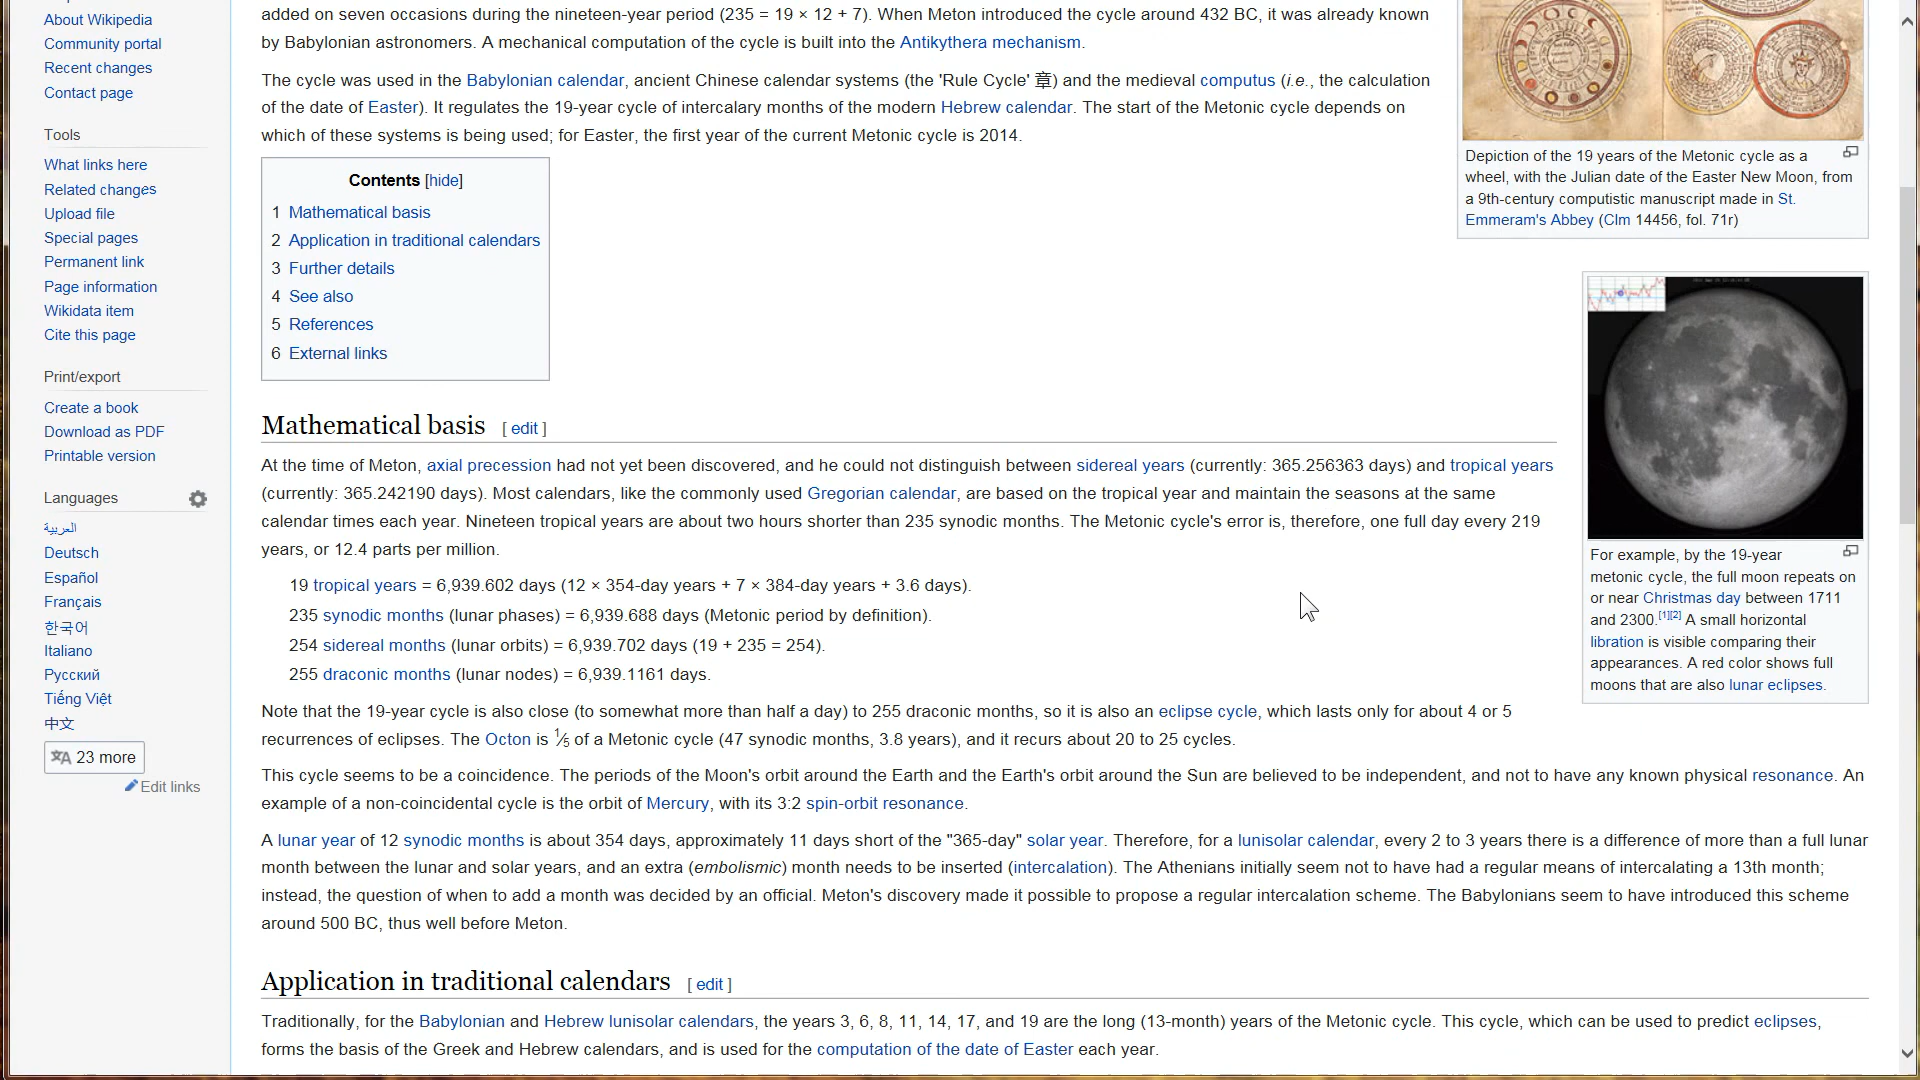 About Wikipedia
Community portal
Recent changes
Contact page
Tools
What links here
Related changes
Upload file
Special pages
Permanent link
Page information
Wikidata item
Cite this page
Print/export
Create a book
Download as PDF
Printable version
Languages
العربية
Deutsch
Español
Français
한국어
Italiano
Русский
Tiếng Việt
中文
23 more
Edit links
added on seven occasions during the nineteen-year period (235 = 19 × 12 + 7). When Meton introduced the cycle around 432 BC, it was already known
by Babylonian astronomers. A mechanical computation of the cycle is built into the Antikythera mechanism.
The cycle was used in the Babylonian calendar, ancient Chinese calendar systems (the 'Rule Cycle' 章) and the medieval computus (i.e., the calculation
of the date of Easter). It regulates the 19-year cycle of intercalary months of the modern Hebrew calendar. The start of the Metonic cycle depends on
which of these systems is being used; for Easter, the first year of the current Metonic cycle is 2014.
Contents [hide]
1 Mathematical basis
2 Application in traditional calendars
3 Further details
4 See also
5 References
6 External links
Depiction of the 19 years of the Metonic cycle as a
wheel, with the Julian date of the Easter New Moon, from
a 9th-century computistic manuscript made in St.
Emmeram's Abbey (Clm 14456, fol. 71r)
For example, by the 19-year
metonic cycle, the full moon repeats on
or near Christmas day between 1711
and 2300.[1][2] A small horizontal
libration is visible comparing their
appearances. A red color shows full
moons that are also lunar eclipses.
Mathematical basis [ edit ]
At the time of Meton, axial precession had not yet been discovered, and he could not distinguish between sidereal years (currently: 365.256363 days) and tropical years
(currently: 365.242190 days). Most calendars, like the commonly used Gregorian calendar, are based on the tropical year and maintain the seasons at the same
calendar times each year. Nineteen tropical years are about two hours shorter than 235 synodic months. The Metonic cycle's error is, therefore, one full day every 219
years, or 12.4 parts per million.
19 tropical years = 6,939.602 days (12 × 354-day years + 7 × 384-day years + 3.6 days).
235 synodic months (lunar phases) = 6,939.688 days (Metonic period by definition).
254 sidereal months (lunar orbits) = 6,939.702 days (19 + 235 = 254).
255 draconic months (lunar nodes) = 6,939.1161 days.
Note that the 19-year cycle is also close (to somewhat more than half a day) to 255 draconic months, so it is also an eclipse cycle, which lasts only for about 4 or 5
recurrences of eclipses. The Octon is 1⁄5 of a Metonic cycle (47 synodic months, 3.8 years), and it recurs about 20 to 25 cycles.
This cycle seems to be a coincidence. The periods of the Moon's orbit around the Earth and the Earth's orbit around the Sun are believed to be independent, and not to have any known physical resonance. An
example of a non-coincidental cycle is the orbit of Mercury, with its 3:2 spin-orbit resonance.
A lunar year of 12 synodic months is about 354 days, approximately 11 days short of the "365-day" solar year. Therefore, for a lunisolar calendar, every 2 to 3 years there is a difference of more than a full lunar
month between the lunar and solar years, and an extra (embolismic) month needs to be inserted (intercalation). The Athenians initially seem not to have had a regular means of intercalating a 13th month;
instead, the question of when to add a month was decided by an official. Meton's discovery made it possible to propose a regular intercalation scheme. The Babylonians seem to have introduced this scheme
around 500 BC, thus well before Meton.
Application in traditional calendars [ edit ]
Traditionally, for the Babylonian and Hebrew lunisolar calendars, the years 3, 6, 8, 11, 14, 17, and 19 are the long (13-month) years of the Metonic cycle. This cycle, which can be used to predict eclipses,
forms the basis of the Greek and Hebrew calendars, and is used for the computation of the date of Easter each year.